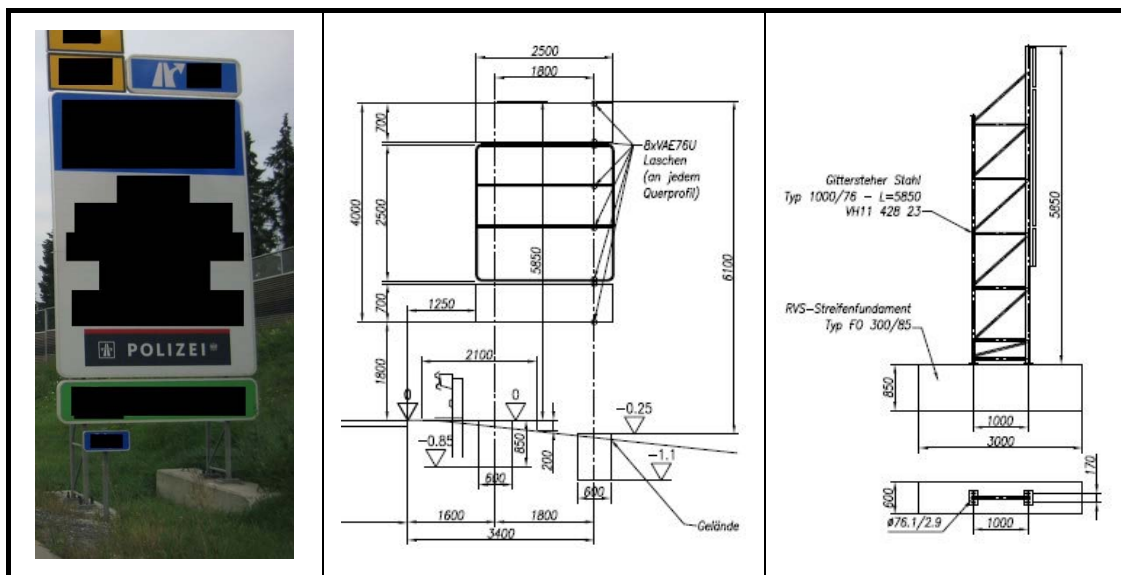 POLIZEI
2500
1800
700
8xVAE76U
Laschen
(an jedem
Querprofil)
4000
2500
5850
6100
700
1250
1800
2100
0
0
-0.25
-0.85
850
200
-1.1
600
600
1600
1800
3400
Gelände
Gittersteher Stahl
Typ 1000/76 - L=5850
VH11 428 23
5850
RVS-Streifenfundament
Typ FO 300/85
850
1000
3000
170
600
ø76.1/2.9
1000